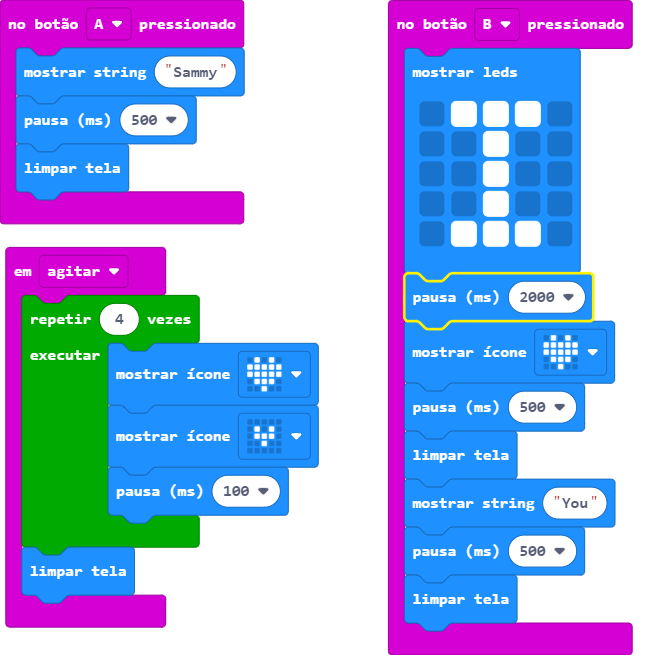 no botão A pressionado
mostrar string "Sammy"
pausa (ms) 500
limpar tela
em agitar
repetir 4 vezes
executar
mostrar ícone
mostrar ícone
pausa (ms) 100
limpar tela
no botão B pressionado
mostrar leds
pausa (ms) 2000
mostrar ícone
pausa (ms) 500
limpar tela
mostrar string "You"
pausa (ms) 500
limpar tela